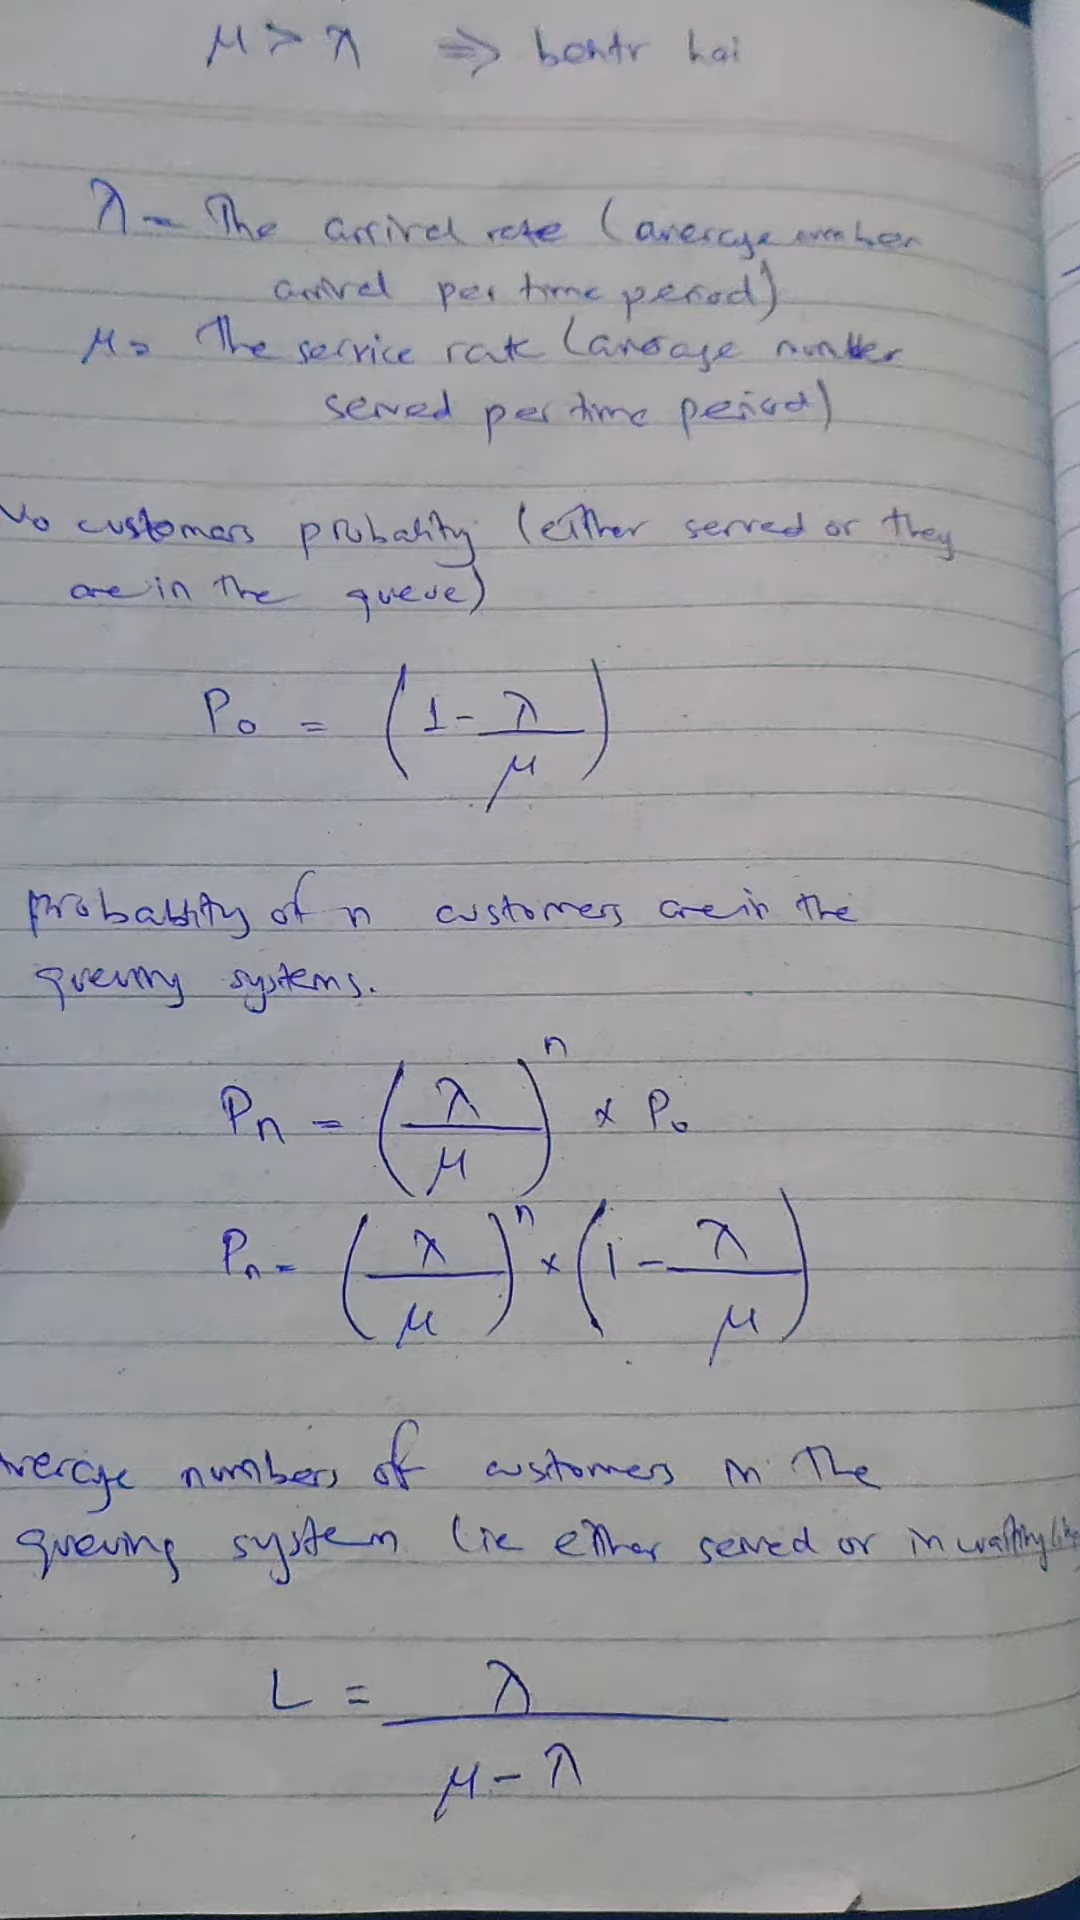 μ > λ ⇒ hai
λ = The arrival rate (average number
arrival per time period)
μ = The service rate (average number
served per time period)
No customers probality (either served or they
are in the queue)
P₀ = (1 - λ/μ)
probability of n customers are in the
queuing systems.
Pₙ = (λ/μ)ⁿ × P₀
Pₙ = (λ/μ)ⁿ × (1 - λ/μ)
verage numbers of customers in the
queuing system (ie either served or in waiting
L = λ/(μ - λ)